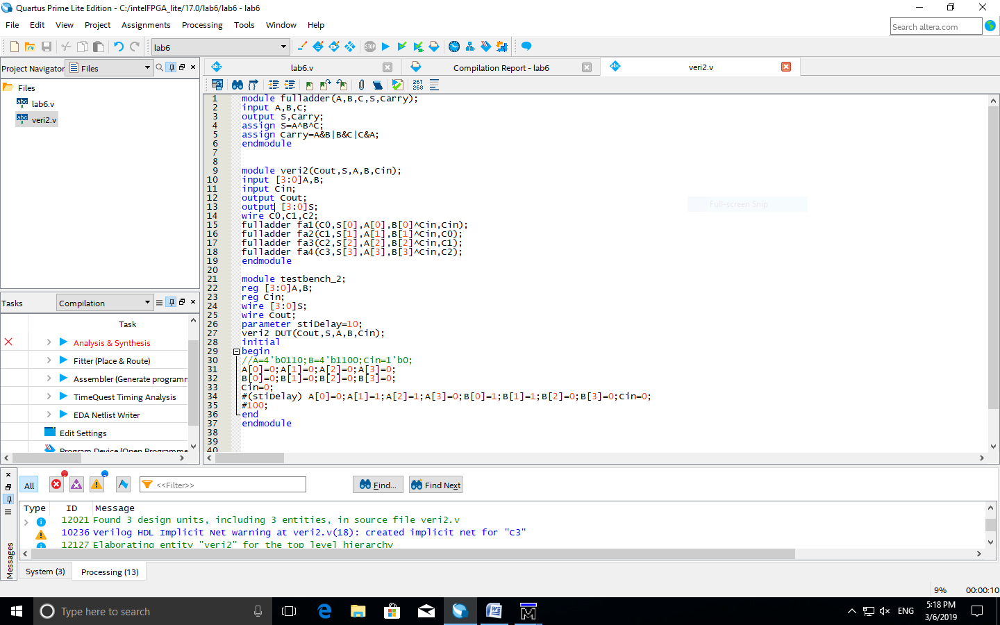 Quartus Prime Lite Edition - C:/intelFPGA_lite/17.0/lab6/lab6 - lab6
File Edit View Project Assignments Processing Tools Window Help
Search altera.com
lab6
Project Navigator Files
lab6.v Compilation Report - lab6 veri2.v
Files
lab6.v
veri2.v
267
268
1 module fulladder(A,B,C,S,Carry);
2 input A,B,C;
3 output S,Carry;
4 assign S=A^B^C;
5 assign Carry=A&B|B&C|C&A;
6 endmodule
7
8
9 module veri2(Cout,S,A,B,Cin);
10 input [3:0]A,B;
11 input Cin;
12 output Cout;
13 output [3:0]S;
14 wire C0,C1,C2;
15 fulladder fa1(C0,S[0],A[0],B[0]^Cin,Cin);
16 fulladder fa2(C1,S[1],A[1],B[1]^Cin,C0);
17 fulladder fa3(C2,S[2],A[2],B[2]^Cin,C1);
18 fulladder fa4(C3,S[3],A[3],B[3]^Cin,C2);
19 endmodule
20
21 module testbench_2;
22 reg [3:0]A,B;
23 reg Cin;
24 wire [3:0]S;
25 wire Cout;
26 parameter stiDelay=10;
27 veri2 DUT(Cout,S,A,B,Cin);
28 initial
29 begin
30 //A=4'b0110;B=4'b1100;Cin=1'b0;
31 A[0]=0;A[1]=0;A[2]=0;A[3]=0;
32 B[0]=0;B[1]=0;B[2]=0;B[3]=0;
33 Cin=0;
34 #(stiDelay) A[0]=0;A[1]=1;A[2]=1;A[3]=0;B[0]=1;B[1]=1;B[2]=0;B[3]=0;Cin=0;
35 #100;
36 end
37 endmodule
38
39
40
Full-screen Snip
Tasks Compilation
Task
Analysis & Synthesis
Fitter (Place & Route)
Assembler (Generate programm
TimeQuest Timing Analysis
EDA Netlist Writer
Edit Settings
Program Device (Open Programme
All <<Filter>> Find... Find Next
Type ID Message
12021 Found 3 design units, including 3 entities, in source file veri2.v
10236 Verilog HDL Implicit Net warning at veri2.v(18): created implicit net for "C3"
12127 Elaborating entity "veri2" for the top level hierarchy
Messages
System (3) Processing (13)
9% 00:00:10
Type here to search
ENG
5:18 PM
3/6/2019